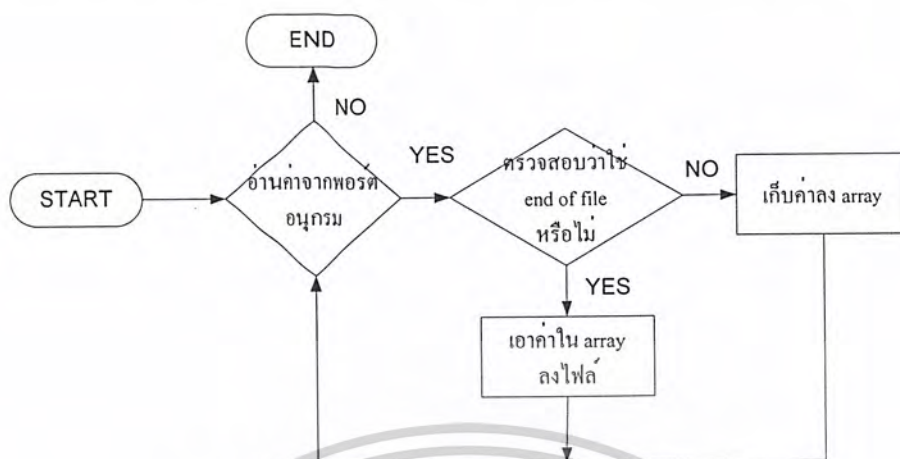 END
NO
START
อ่านค่าจากพอร์ต
อนุกรม
YES
ตรวจสอบว่าใช่
end of file
หรือไม่
NO
เก็บค่าลง array
YES
เอาค่าใน array
ลงไฟล์